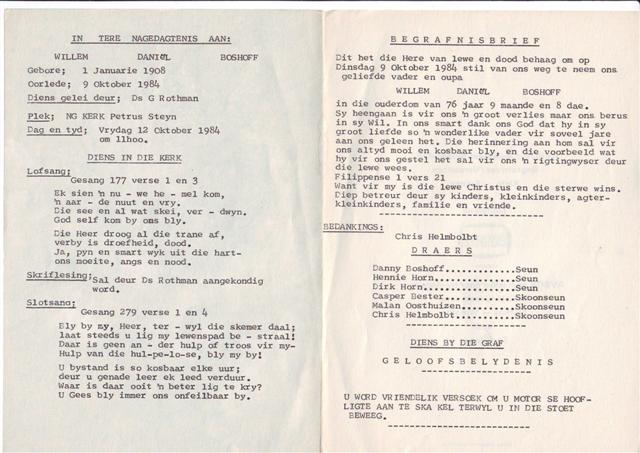 IN TERE NAGEDAGTENIS AAN:
WILLEM DANIËL BOSHOFF
Gebore; 1 Januarie 1908
Oorlede; 9 Oktober 1984
Diens gelei deur; Ds G Rothman
Plek; NG KERK Petrus Steyn
Dag en tyd; Vrydag 12 Oktober 1984
om 11h00.
DIENS IN DIE KERK
Lofsang;
Gesang 177 verse 1 en 3
Ek sien 'n nu - we he - mel kom,
'n aar - de nuut en vry.
Die see en al wat skei, ver - dwyn.
God self kom by ons bly.
Die Heer droog al die trane af,
verby is droefheid, dood.
Ja, pyn en smart wyk uit die hart-
ons moeite, angs en nood.
Skriflesing; Sal deur Ds Rothman aangekondig
word.
Slotsang;
Gesang 279 verse 1 en 4
Bly by my, Heer, ter - wyl die skemer daal;
laat steeds u lig my lewenspad be - straal!
Daar is geen an - der hulp of troos vir my-
Hulp van die hul-pe-lo-se, bly my by!
U bystand is so kosbaar elke uur;
deur u genade leer ek leed verduur.
Waar is daar ooit 'n beter lig te kry?
U Gees bly immer ons onfeilbaar by.
BEGRAFNISBRIEF
Dit het die Here van lewe en dood behaag om op
Dinsdag 9 Oktober 1984 stil van ons weg te neem ons
geliefde vader en oupa
WILLEM DANIEL BOSHOFF
in die ouderdom van 76 jaar 9 maande en 8 dae.
Sy heengaan is vir ons 'n groot verlies maar ons berus
in sy Wil. In ons smart dank ons God dat hy in sy
groot liefde so 'n wonderlike vader vir soveel jare
aan ons geleen het. Die herinnering aan hom sal vir
ons altyd mooi en kosbaar bly, en die voorbeeld wat
hy vir ons gestel het sal vir ons 'n rigtingwyser deur
die lewe wees.
Filippense 1 vers 21
Want vir my is die lewe Christus en die sterwe wins.
Diep betreur deur sy kinders, kleinkinders, agter-
kleinkinders, familie en vriende.
BEDANKINGS:
Chris Helmbolbt
DRAERS
Danny Boshoff............Seun
Hennie Horn..............Seun
Dirk Horn................Seun
Casper Bester............Skoonseun
Malan Oosthuizen.........Skoonseun
Chris Helmbolbt..........Skoonseun
DIENS BY DIE GRAF
GELOOFSBELYDENIS
U WORD VRIENDELIK VERSOEK OM U MOTOR SE HOOF-
LIGTE AAN TE SKA KEL TERWYL U IN DIE STOET
BEWEEG.